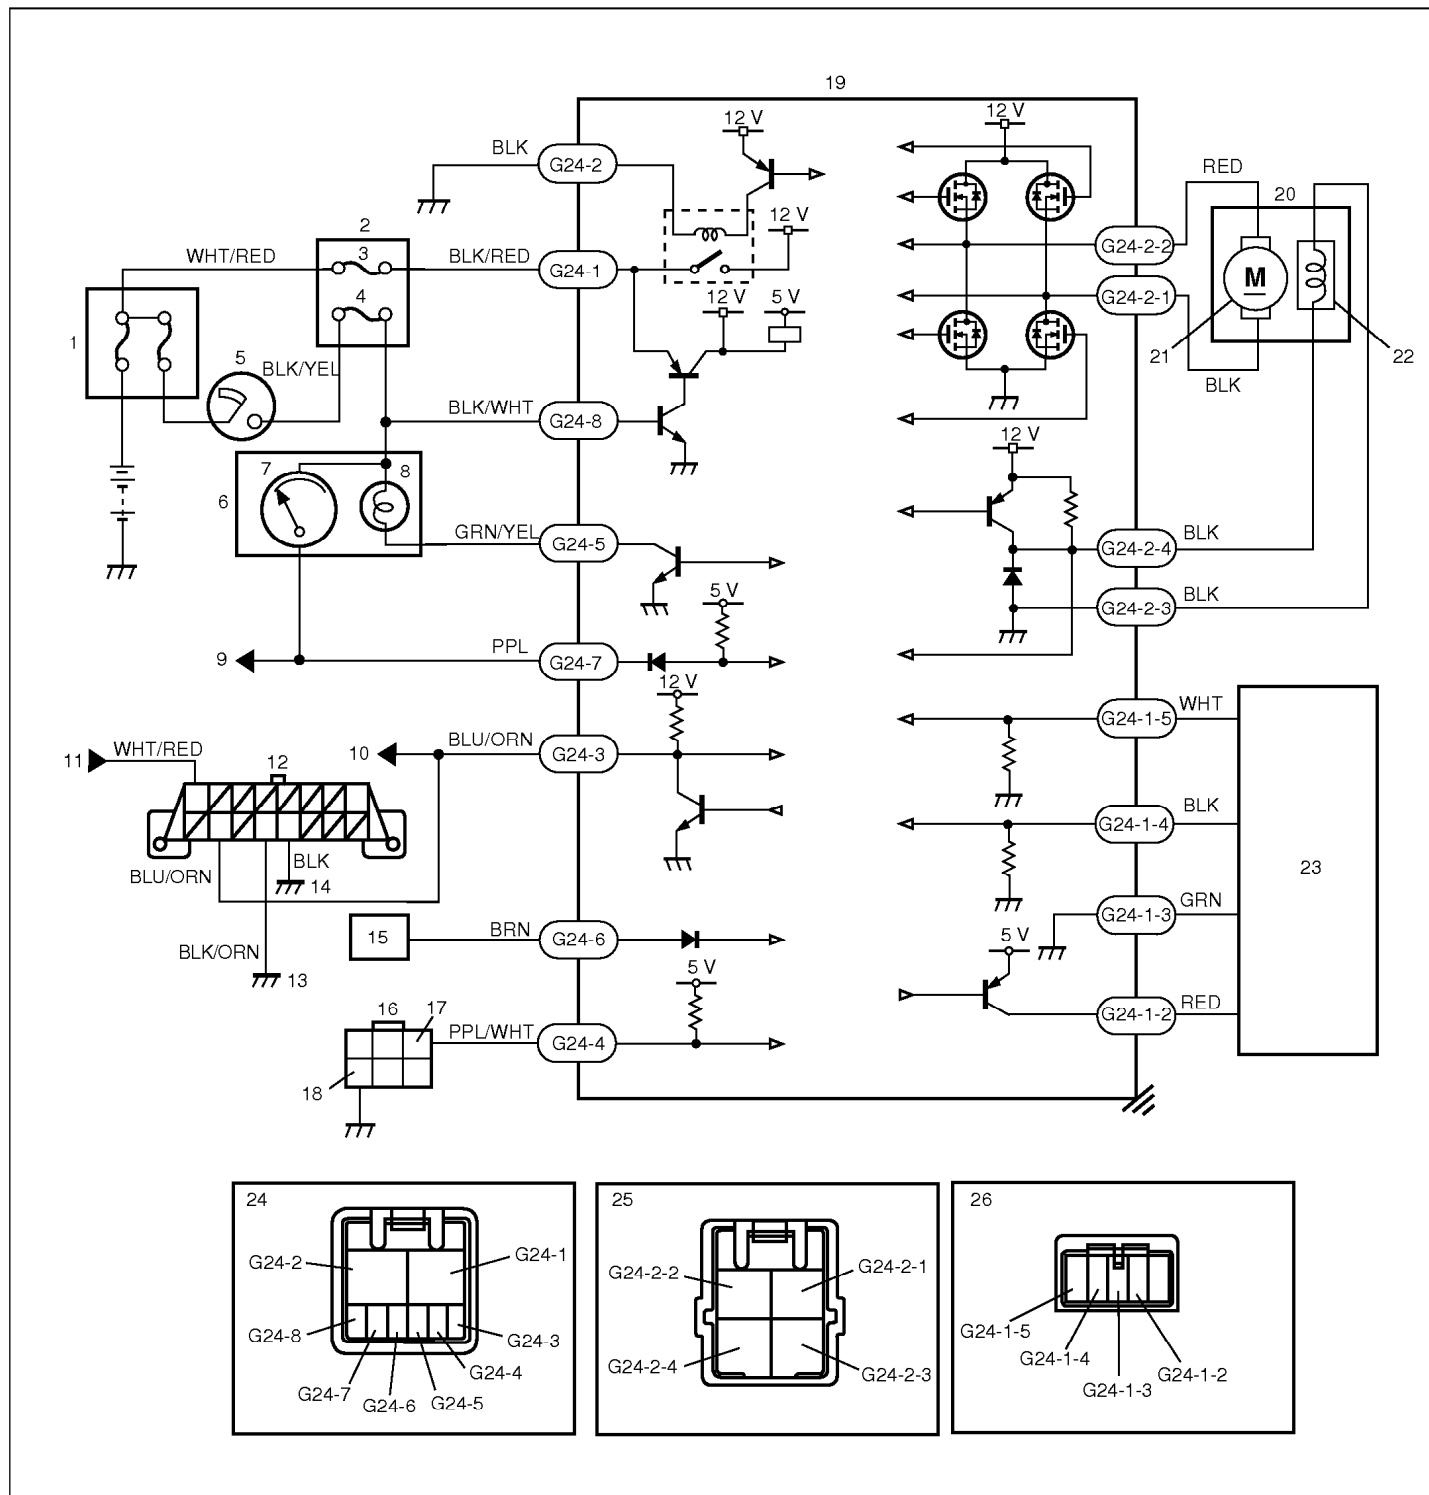 19
12 V
12 V
BLK
G24-2
RED
20
2
12 V
WHT/RED
3
BLK/RED
G24-1
G24-2-2
4
12 V
5 V
G24-2-1
M
1
5
BLK/YEL
21
22
BLK
BLK/WHT
G24-8
12 V
7
8
6
GRN/YEL
G24-5
G24-2-4
BLK
5 V
G24-2-3
BLK
9
PPL
G24-7
12 V
G24-1-5
WHT
11
WHT/RED
12
10
BLU/ORN
G24-3
G24-1-4
BLK
BLU/ORN
BLK
14
23
G24-1-3
GRN
15
BRN
G24-6
5 V
BLK/ORN
13
5 V
16
17
PPL/WHT
G24-4
G24-1-2
RED
18
24
G24-2
G24-1
G24-8
G24-3
G24-7
G24-6
G24-5
G24-4
25
G24-2-2
G24-2-1
G24-2-4
G24-2-3
26
G24-1-5
G24-1-4
G24-1-3
G24-1-2